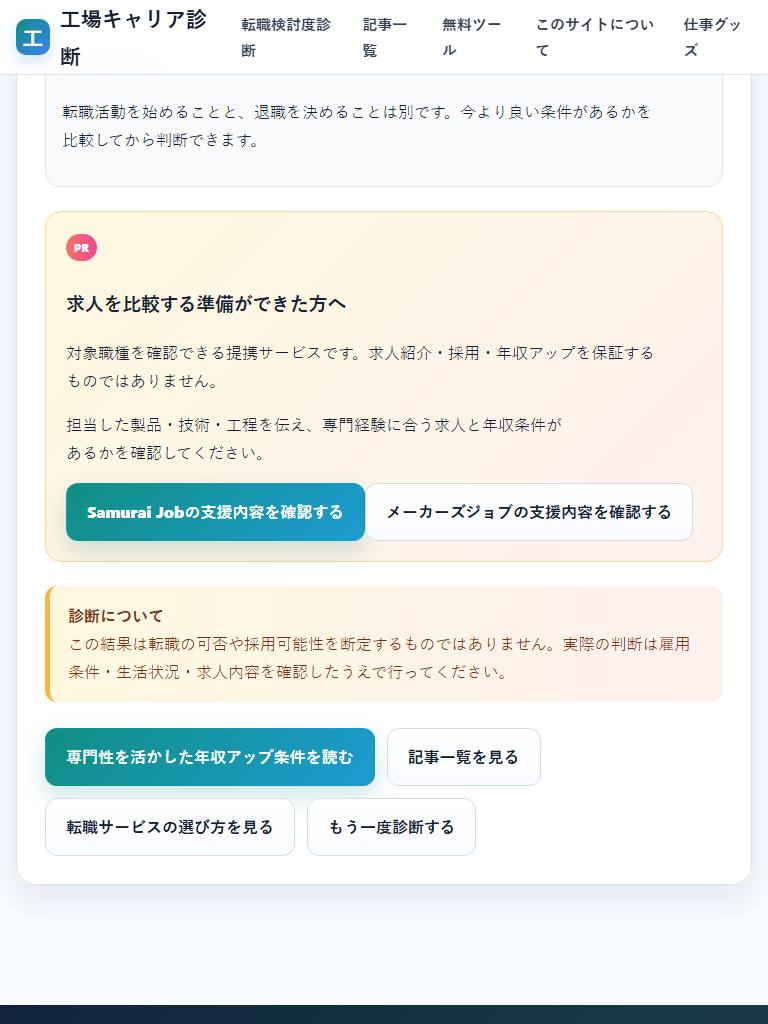 工
工場キャリア診
断
転職検討度診
断
記事一
覧
無料ツー
ル
このサイトについ
て
仕事グッ
ズ
転職活動を始めることと、退職を決めることは別です。今より良い条件があるかを
比較してから判断できます。
PR
求人を比較する準備ができた方へ
対象職種を確認できる提携サービスです。求人紹介・採用・年収アップを保証する
ものではありません。
担当した製品・技術・工程を伝え、専門経験に合う求人と年収条件が
あるかを確認してください。
Samurai Jobの支援内容を確認する
メーカーズジョブの支援内容を確認する
診断について
この結果は転職の可否や採用可能性を断定するものではありません。実際の判断は雇用
条件・生活状況・求人内容を確認したうえで行ってください。
専門性を活かした年収アップ条件を読む
記事一覧を見る
転職サービスの選び方を見る
もう一度診断する